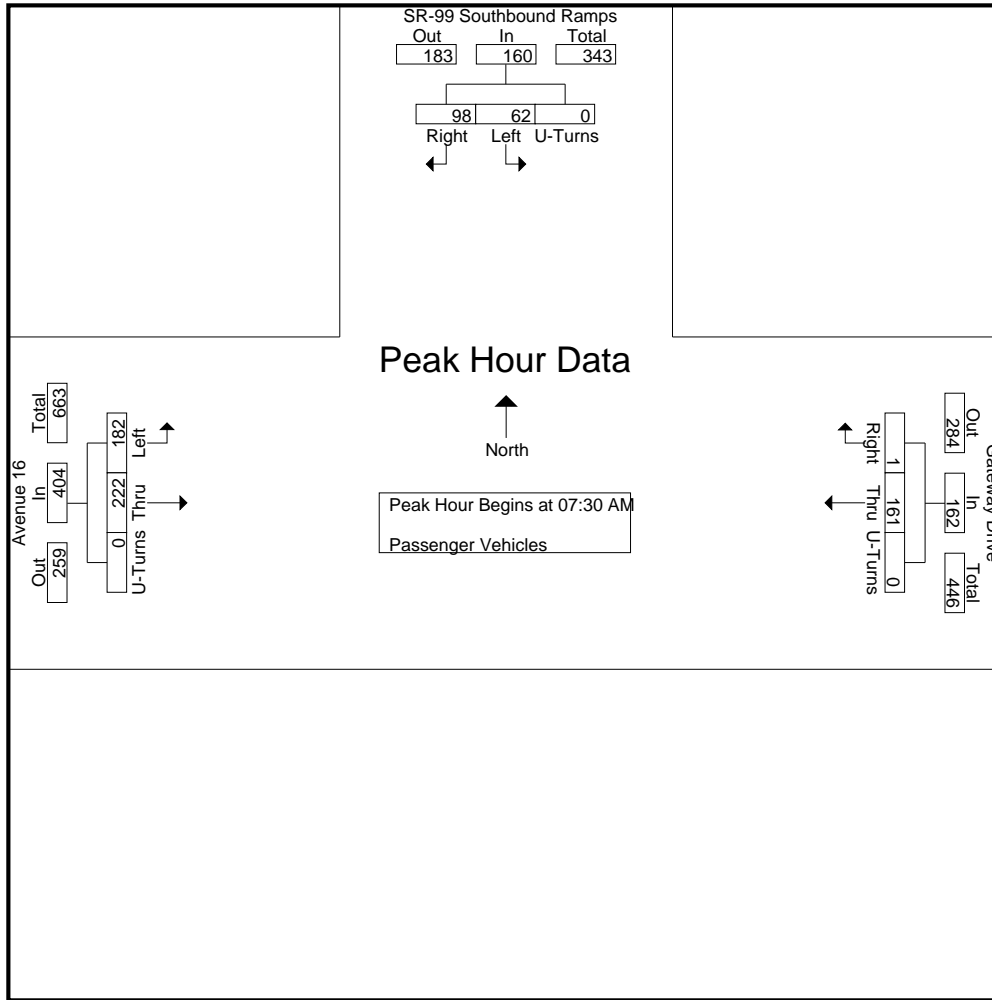 SR-99 Southbound Ramps
Out In Total
183 160 343
98 62 0
Right Left U-Turns
Peak Hour Data
North
Peak Hour Begins at 07:30 AM
Passenger Vehicles
Avenue 16
Out In Total
259 404 663
0 222 182
U-Turns Thru Left
Gateway Drive
Out In Total
284 162 446
1 161 0
Right Thru U-Turns